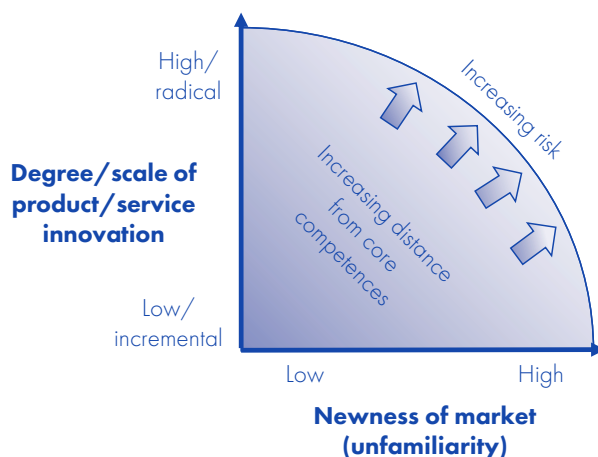 High/
radical
Increasing risk
Degree/scale of
product/service
innovation
Increasing distance
from core
competences
Low/
incremental
Low
High
Newness of market
(unfamiliarity)